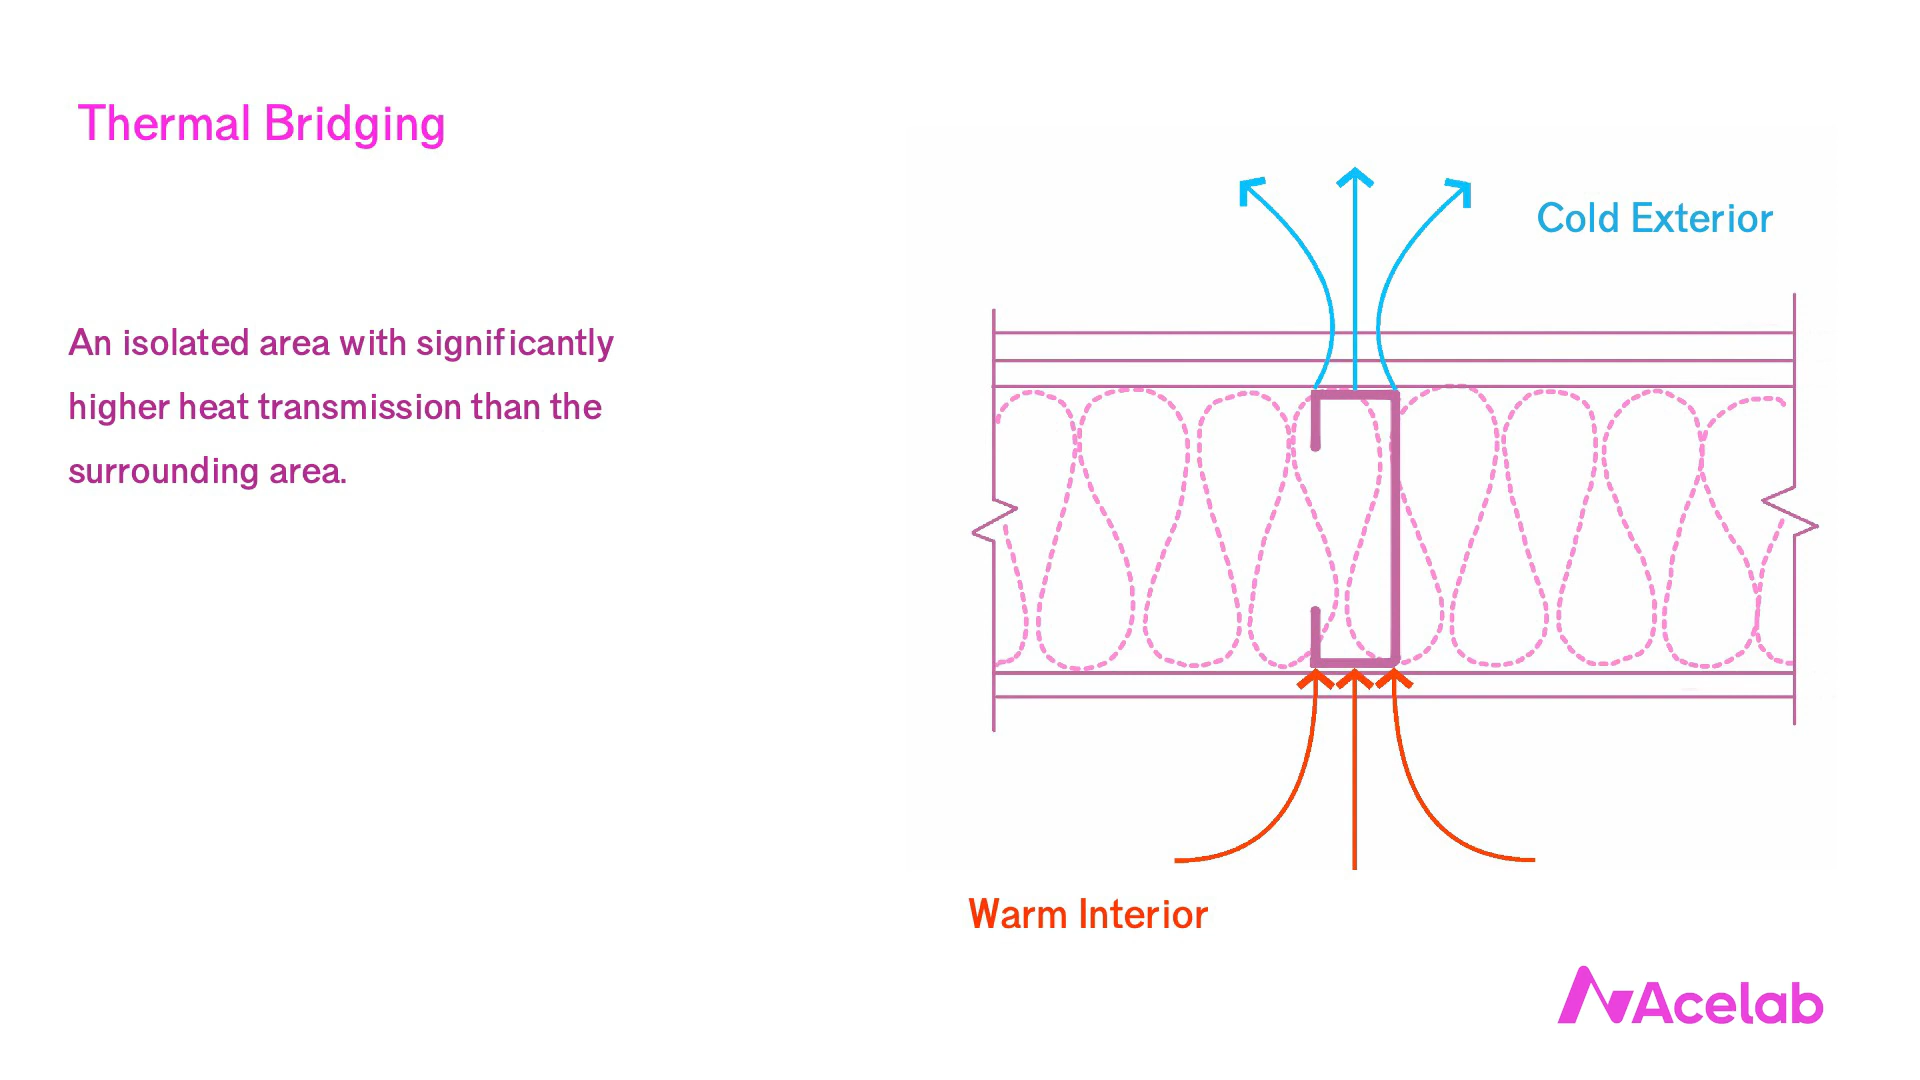 Thermal Bridging
An isolated area with significantly
higher heat transmission than the
surrounding area.
Cold Exterior
Warm Interior
Acelab